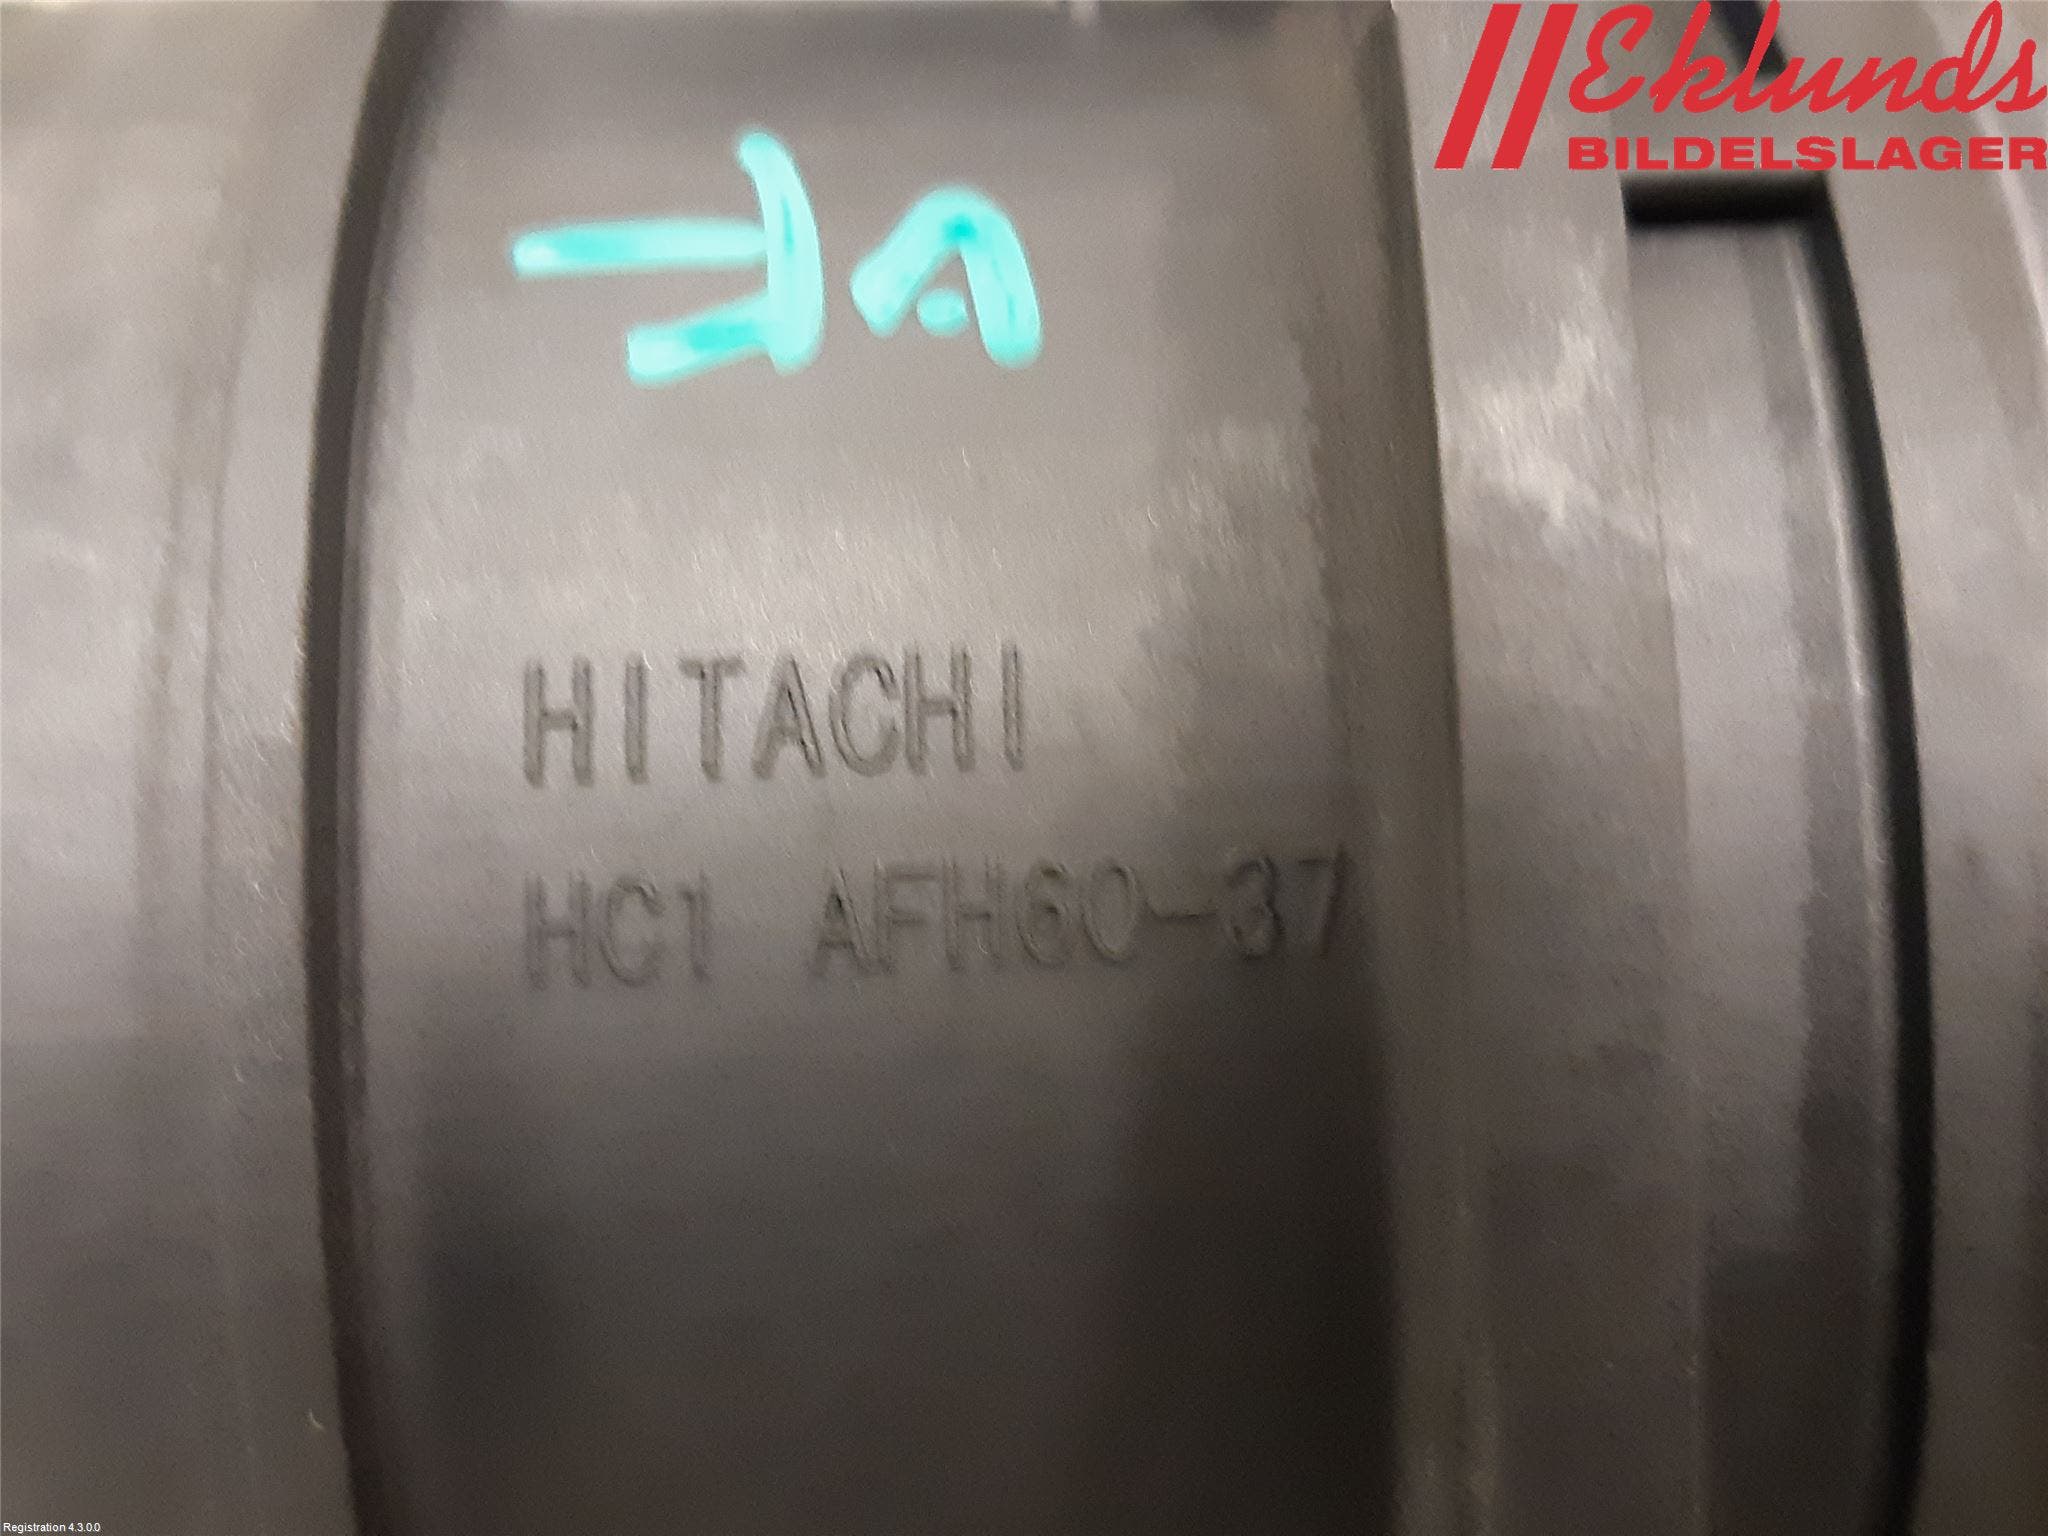 Eklunds
BILDELSLAGER
HITACHI
HC1 AFH60-37
Registration 4.3.0.0